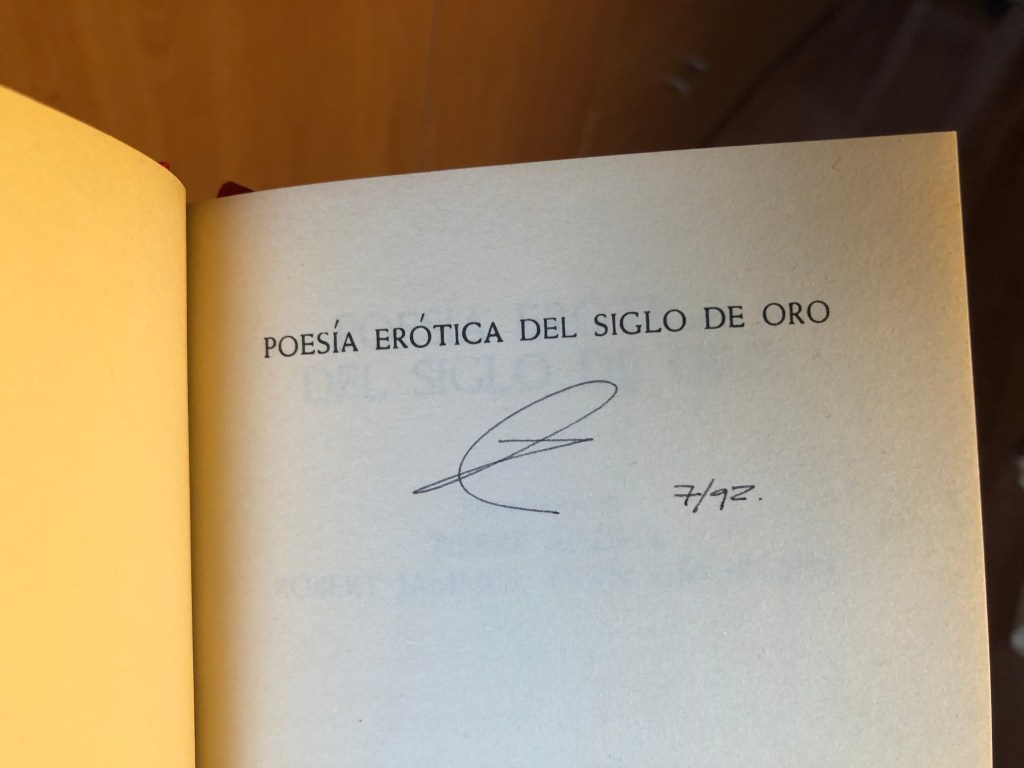 POESÍA ERÓTICA DEL SIGLO DE ORO
7/92.